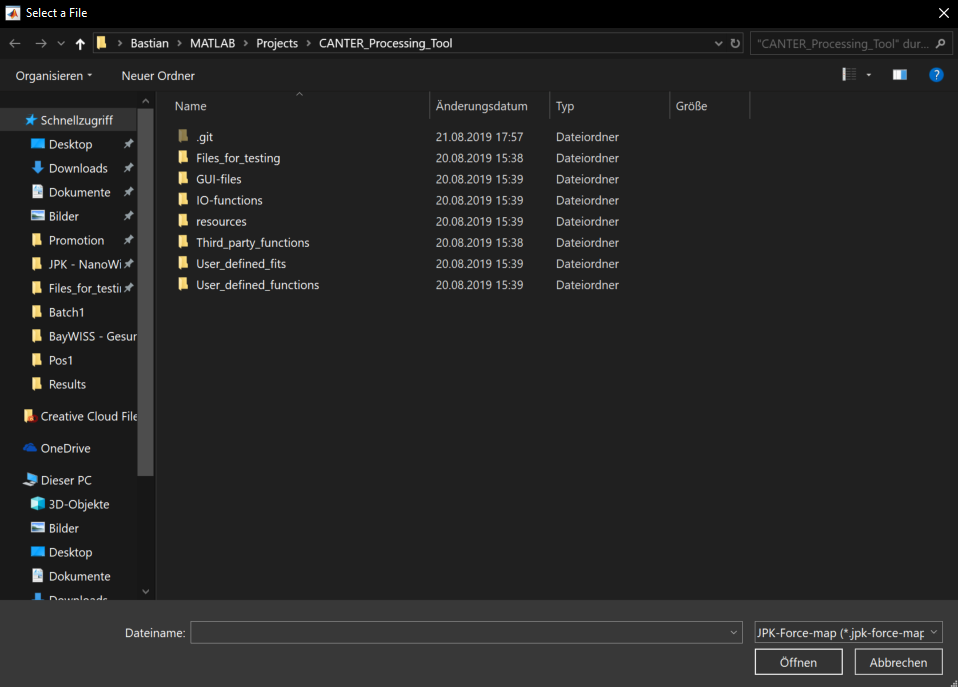 Select a File
Bastian > MATLAB > Projects > CANTER_Processing_Tool
"CANTER_Processing_Tool" dur...
Organisieren
Neuer Ordner
Name Änderungsdatum Typ Größe
.git 21.08.2019 17:57 Dateiordner
Files_for_testing 20.08.2019 15:38 Dateiordner
GUI-files 20.08.2019 15:39 Dateiordner
IO-functions 20.08.2019 15:39 Dateiordner
resources 20.08.2019 15:39 Dateiordner
Third_party_functions 20.08.2019 15:38 Dateiordner
User_defined_fits 20.08.2019 15:39 Dateiordner
User_defined_functions 20.08.2019 15:39 Dateiordner
Schnellzugriff
Desktop
Downloads
Dokumente
Bilder
Promotion
JPK - NanoWi
Files_for_testi
Batch1
BayWISS - Gesur
Pos1
Results
Creative Cloud File
OneDrive
Dieser PC
3D-Objekte
Bilder
Desktop
Dokumente
Downloads
Dateiname:
JPK-Force-map (*.jpk-force-map
Öffnen
Abbrechen